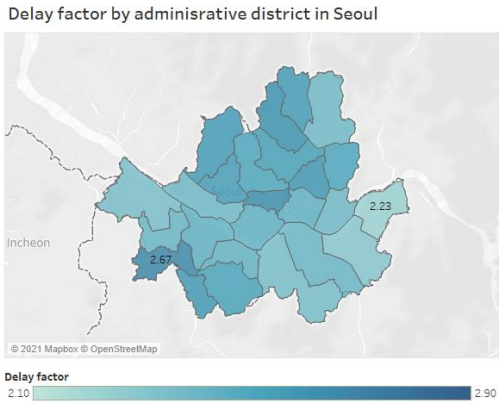 Delay factor by adminisrative district in Seoul
2.23
Seoul
Incheon
2.67
© 2021 Mapbox © OpenStreetMap
Delay factor
2.10 2.90